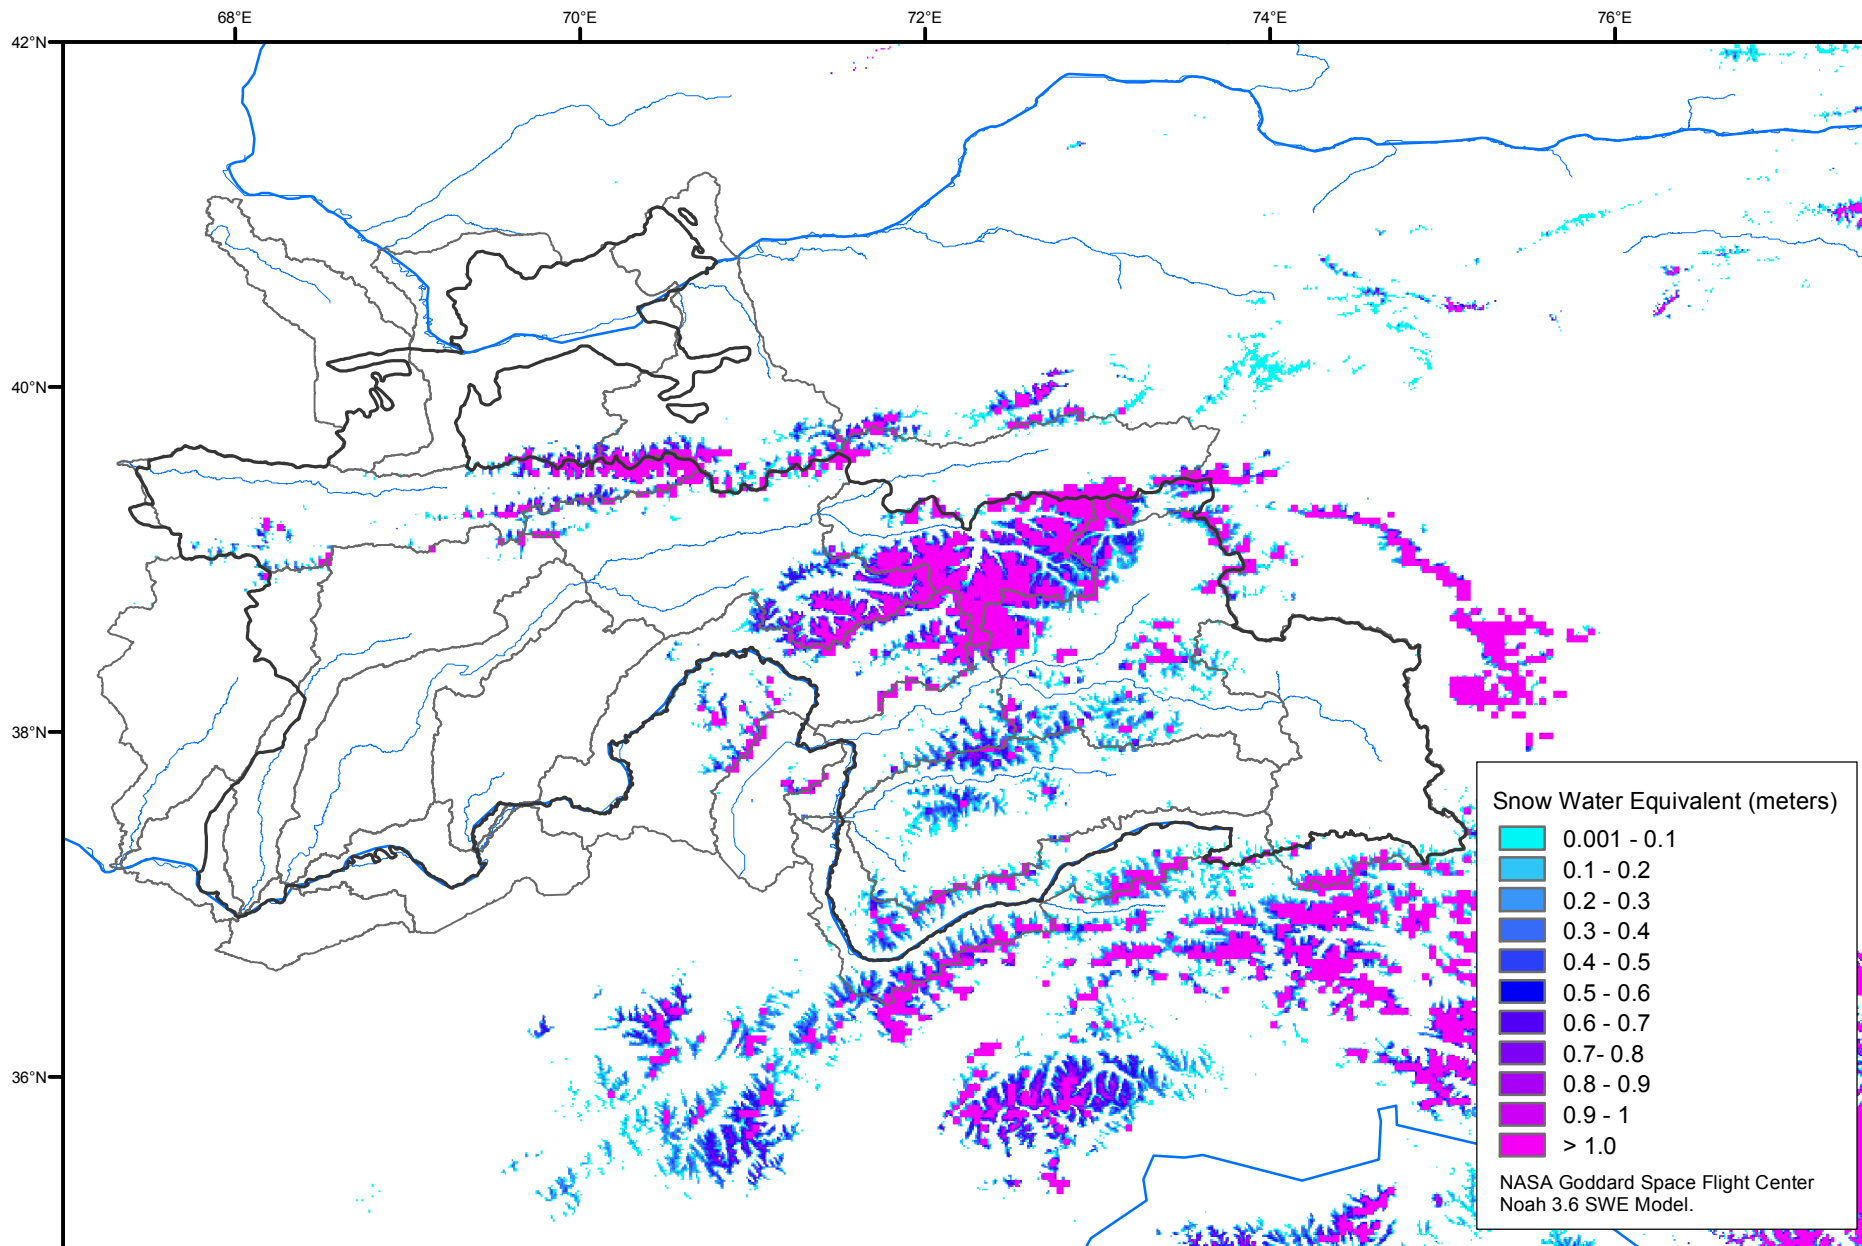 68°E
70°E
72°E
74°E
76°E
42°N
40°N
38°N
36°N
Snow Water Equivalent (meters)
0.001 - 0.1
0.1 - 0.2
0.2 - 0.3
0.3 - 0.4
0.4 - 0.5
0.5 - 0.6
0.6 - 0.7
0.7- 0.8
0.8 - 0.9
0.9 - 1
> 1.0
NASA Goddard Space Flight Center
Noah 3.6 SWE Model.